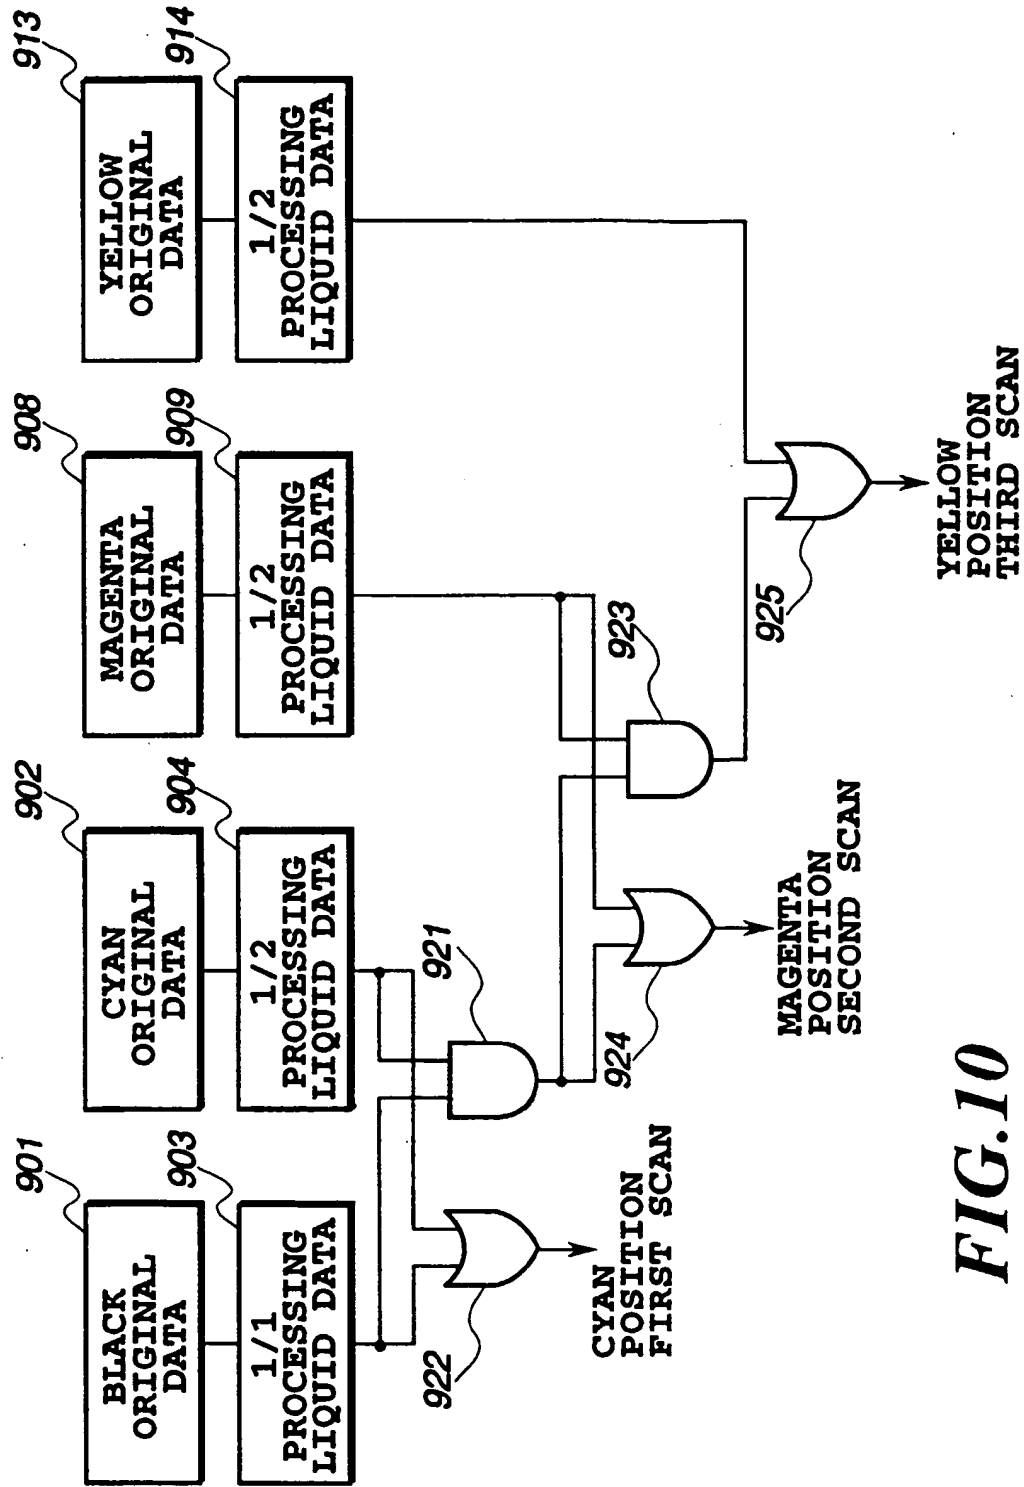 901
BLACK
ORIGINAL
DATA
902
CYAN
ORIGINAL
DATA
908
MAGENTA
ORIGINAL
DATA
913
YELLOW
ORIGINAL
DATA
903
1/1
PROCESSING
LIQUID DATA
904
1/2
PROCESSING
LIQUID DATA
909
1/2
PROCESSING
LIQUID DATA
914
1/2
PROCESSING
LIQUID DATA
921
922
CYAN
POSITION
FIRST SCAN
923
924
MAGENTA
POSITION
SECOND SCAN
925
YELLOW
POSITION
THIRD SCAN
FIG.10